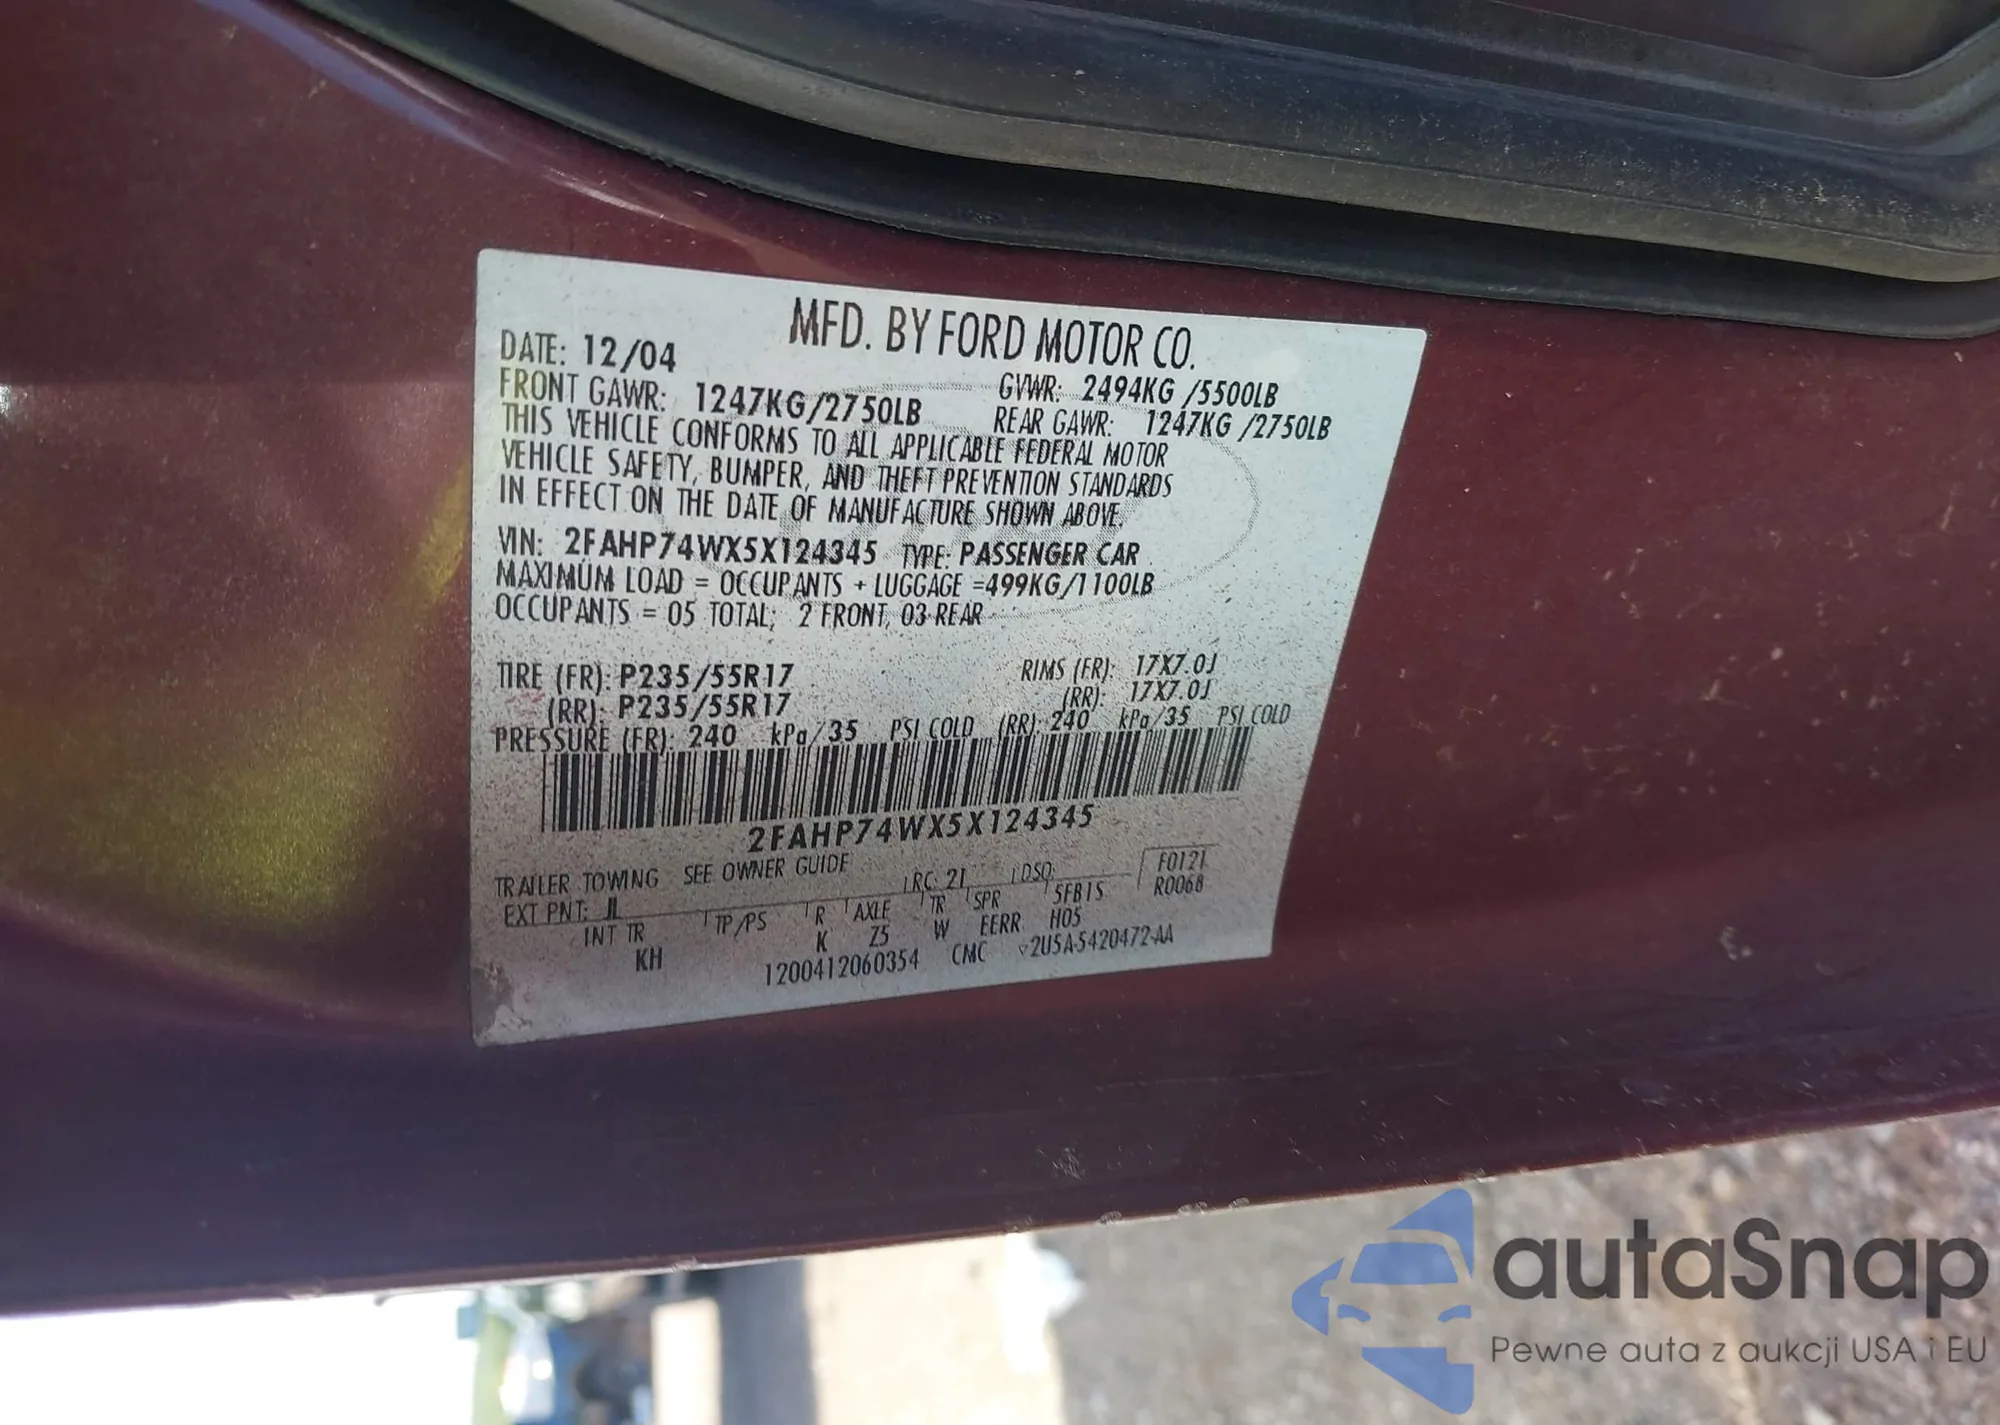 MFD. BY FORD MOTOR CO.
DATE: 12/04
GVWR: 2494KG /5500LB
FRONT GAWR: 1247KG/2750LB
REAR GAWR: 1247KG /2750LB
THIS VEHICLE CONFORMS TO ALL APPLICABLE FEDERAL MOTOR
VEHICLE SAFETY, BUMPER, AND THEFT PREVENTION STANDARDS
IN EFFECT ON THE DATE OF MANUFACTURE SHOWN ABOVE.
VIN: 2FAHP74WX5X124345 TYPE: PASSENGER CAR
MAXIMUM LOAD = OCCUPANTS + LUGGAGE =499KG/1100LB
OCCUPANTS = 05 TOTAL; 2 FRONT, 03 REAR
TIRE (FR): P235/55R17 RIMS (FR): 17X7.0J
(RR): P235/55R17 (RR): 17X7.0J
PRESSURE (FR): 240 kPa/35 PSI COLD (RR): 240 kPa/35 PSI COLD
2FAHP74WX5X124345
TRAILER TOWING SEE OWNER GUIDE
EXT PNT: JL RC: 21 DSO: F0121
INT TR TP/PS R AXLE TR SPR 5FB15 R0068
KH K Z5 W EERR H05
1200412060354 CMC ▽2U5A-5420472-AA
autaSnap
Pewne auta z aukcji USA i EU